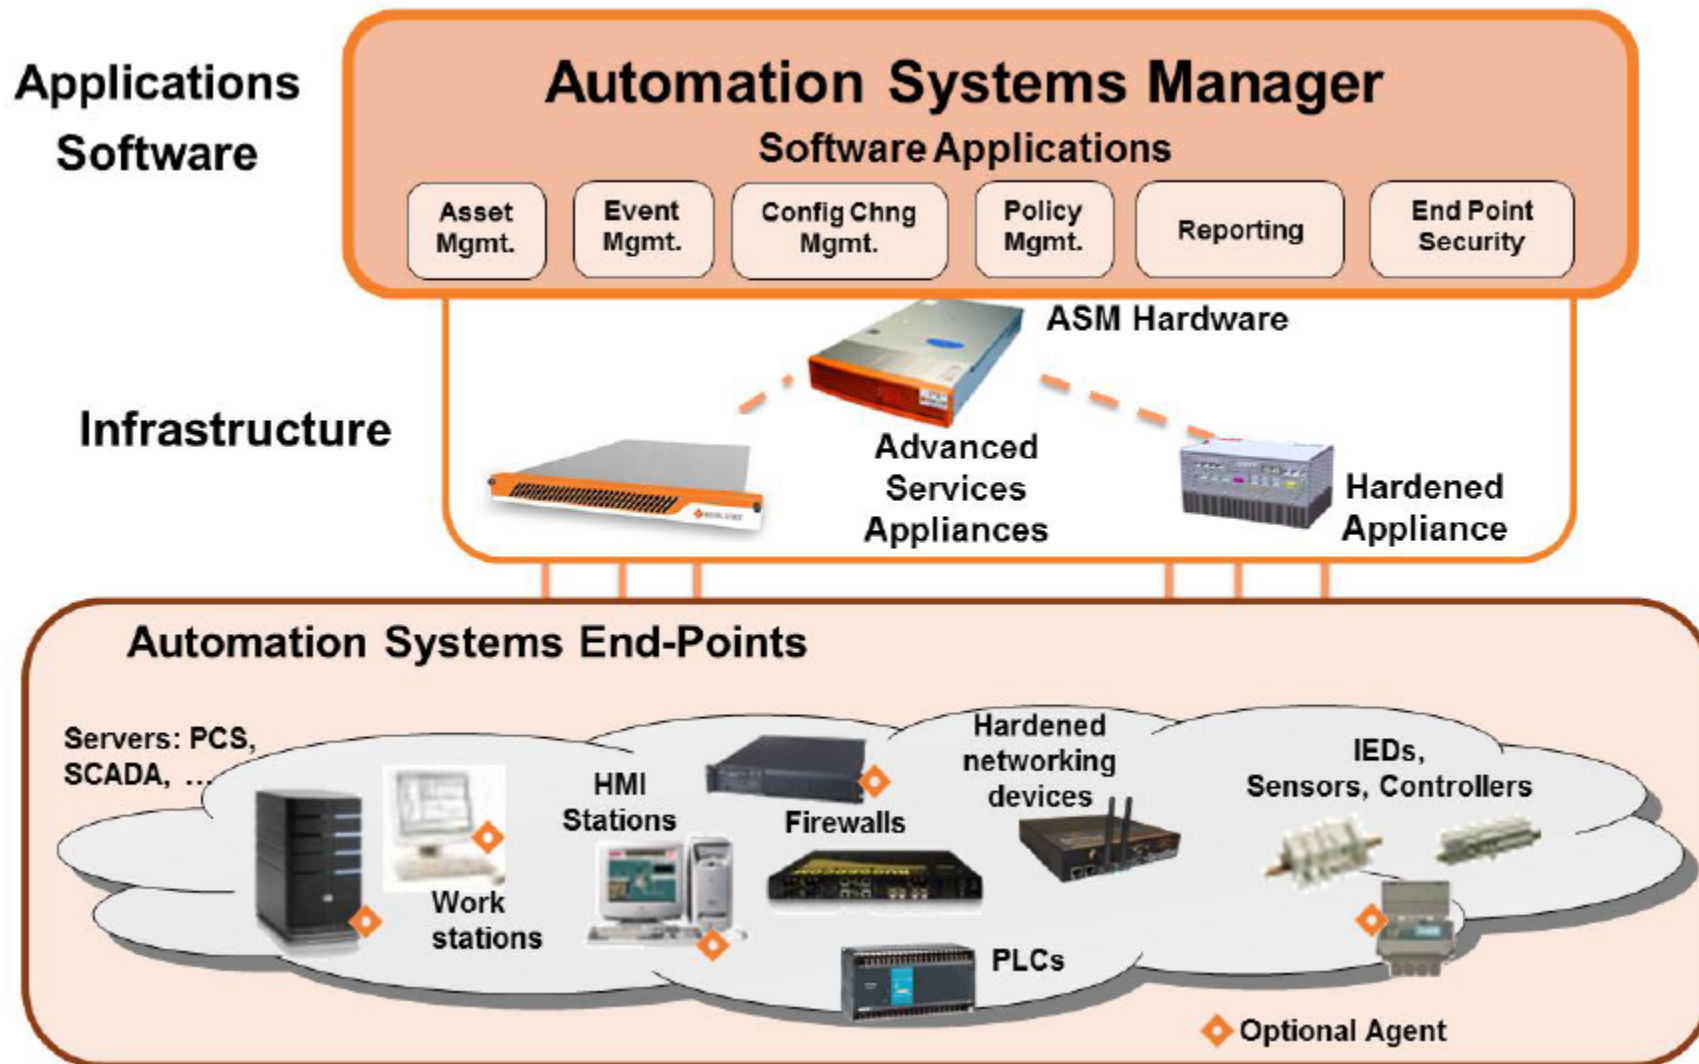 Applications
Software
Automation Systems Manager
Software Applications
Asset
Mgmt.
Event
Mgmt.
Config Chng
Mgmt.
Policy
Mgmt.
Reporting
End Point
Security
ASM Hardware
Infrastructure
Advanced
Services
Appliances
Hardened
Appliance
Automation Systems End-Points
Servers: PCS,
SCADA, ...
Work
stations
HMI
Stations
Firewalls
Hardened
networking
devices
IEDs,
Sensors, Controllers
PLCs
Optional Agent